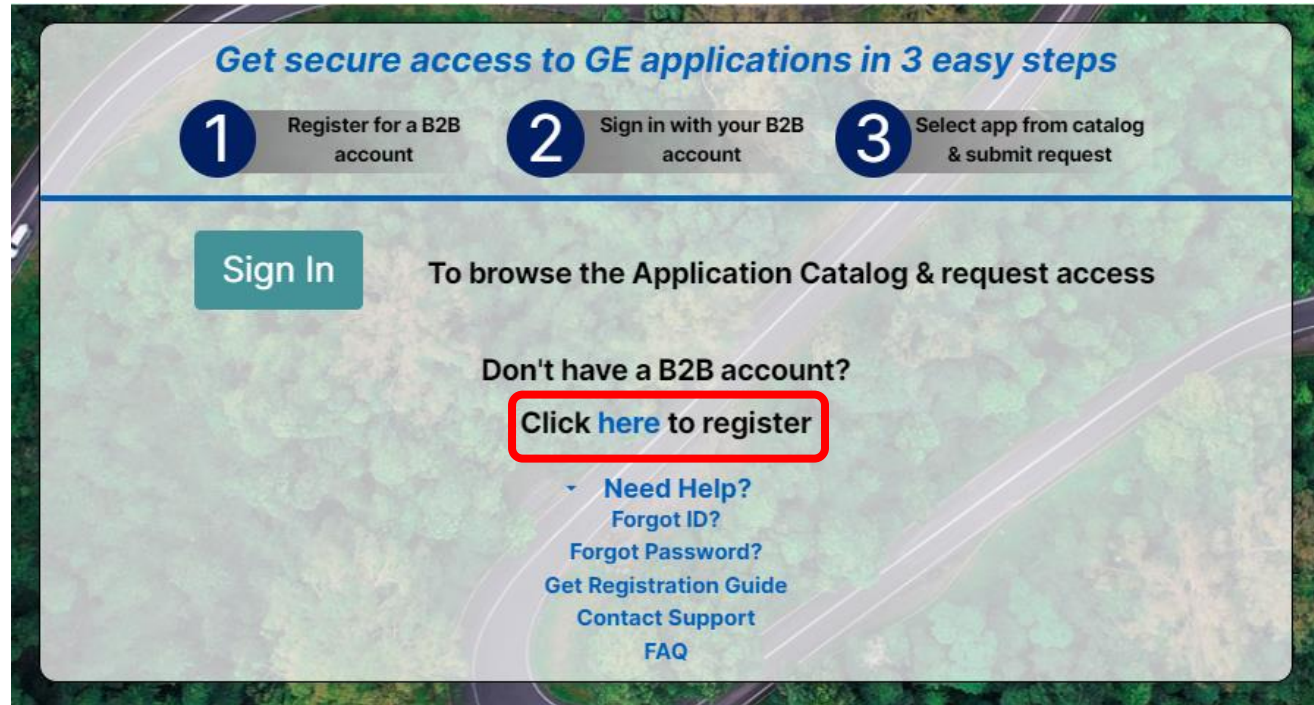 Get secure access to GE applications in 3 easy steps
1 Register for a B2B account
2 Sign in with your B2B account
3 Select app from catalog & submit request
Sign In
To browse the Application Catalog & request access
Don't have a B2B account?
Click here to register
Need Help?
Forgot ID?
Forgot Password?
Get Registration Guide
Contact Support
FAQ